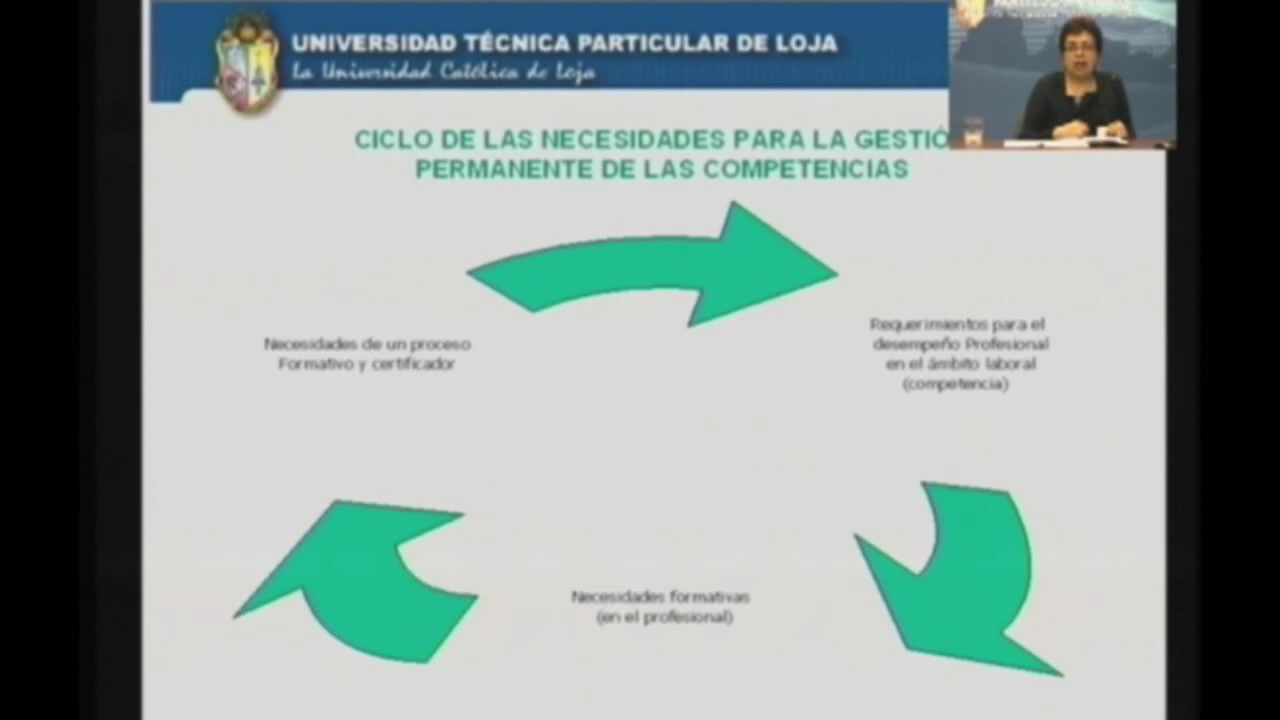 UNIVERSIDAD TÉCNICA PARTICULAR DE LOJA
La Universidad Católica de Loja
CICLO DE LAS NECESIDADES PARA LA GESTIÓ
PERMANENTE DE LAS COMPETENCIAS
Necesidades de un proceso
Formativo y certificador
Requerimientos para el
desempeño Profesional
en el ámbito laboral
(competencia)
Necesidades formativas
(en el profesional)